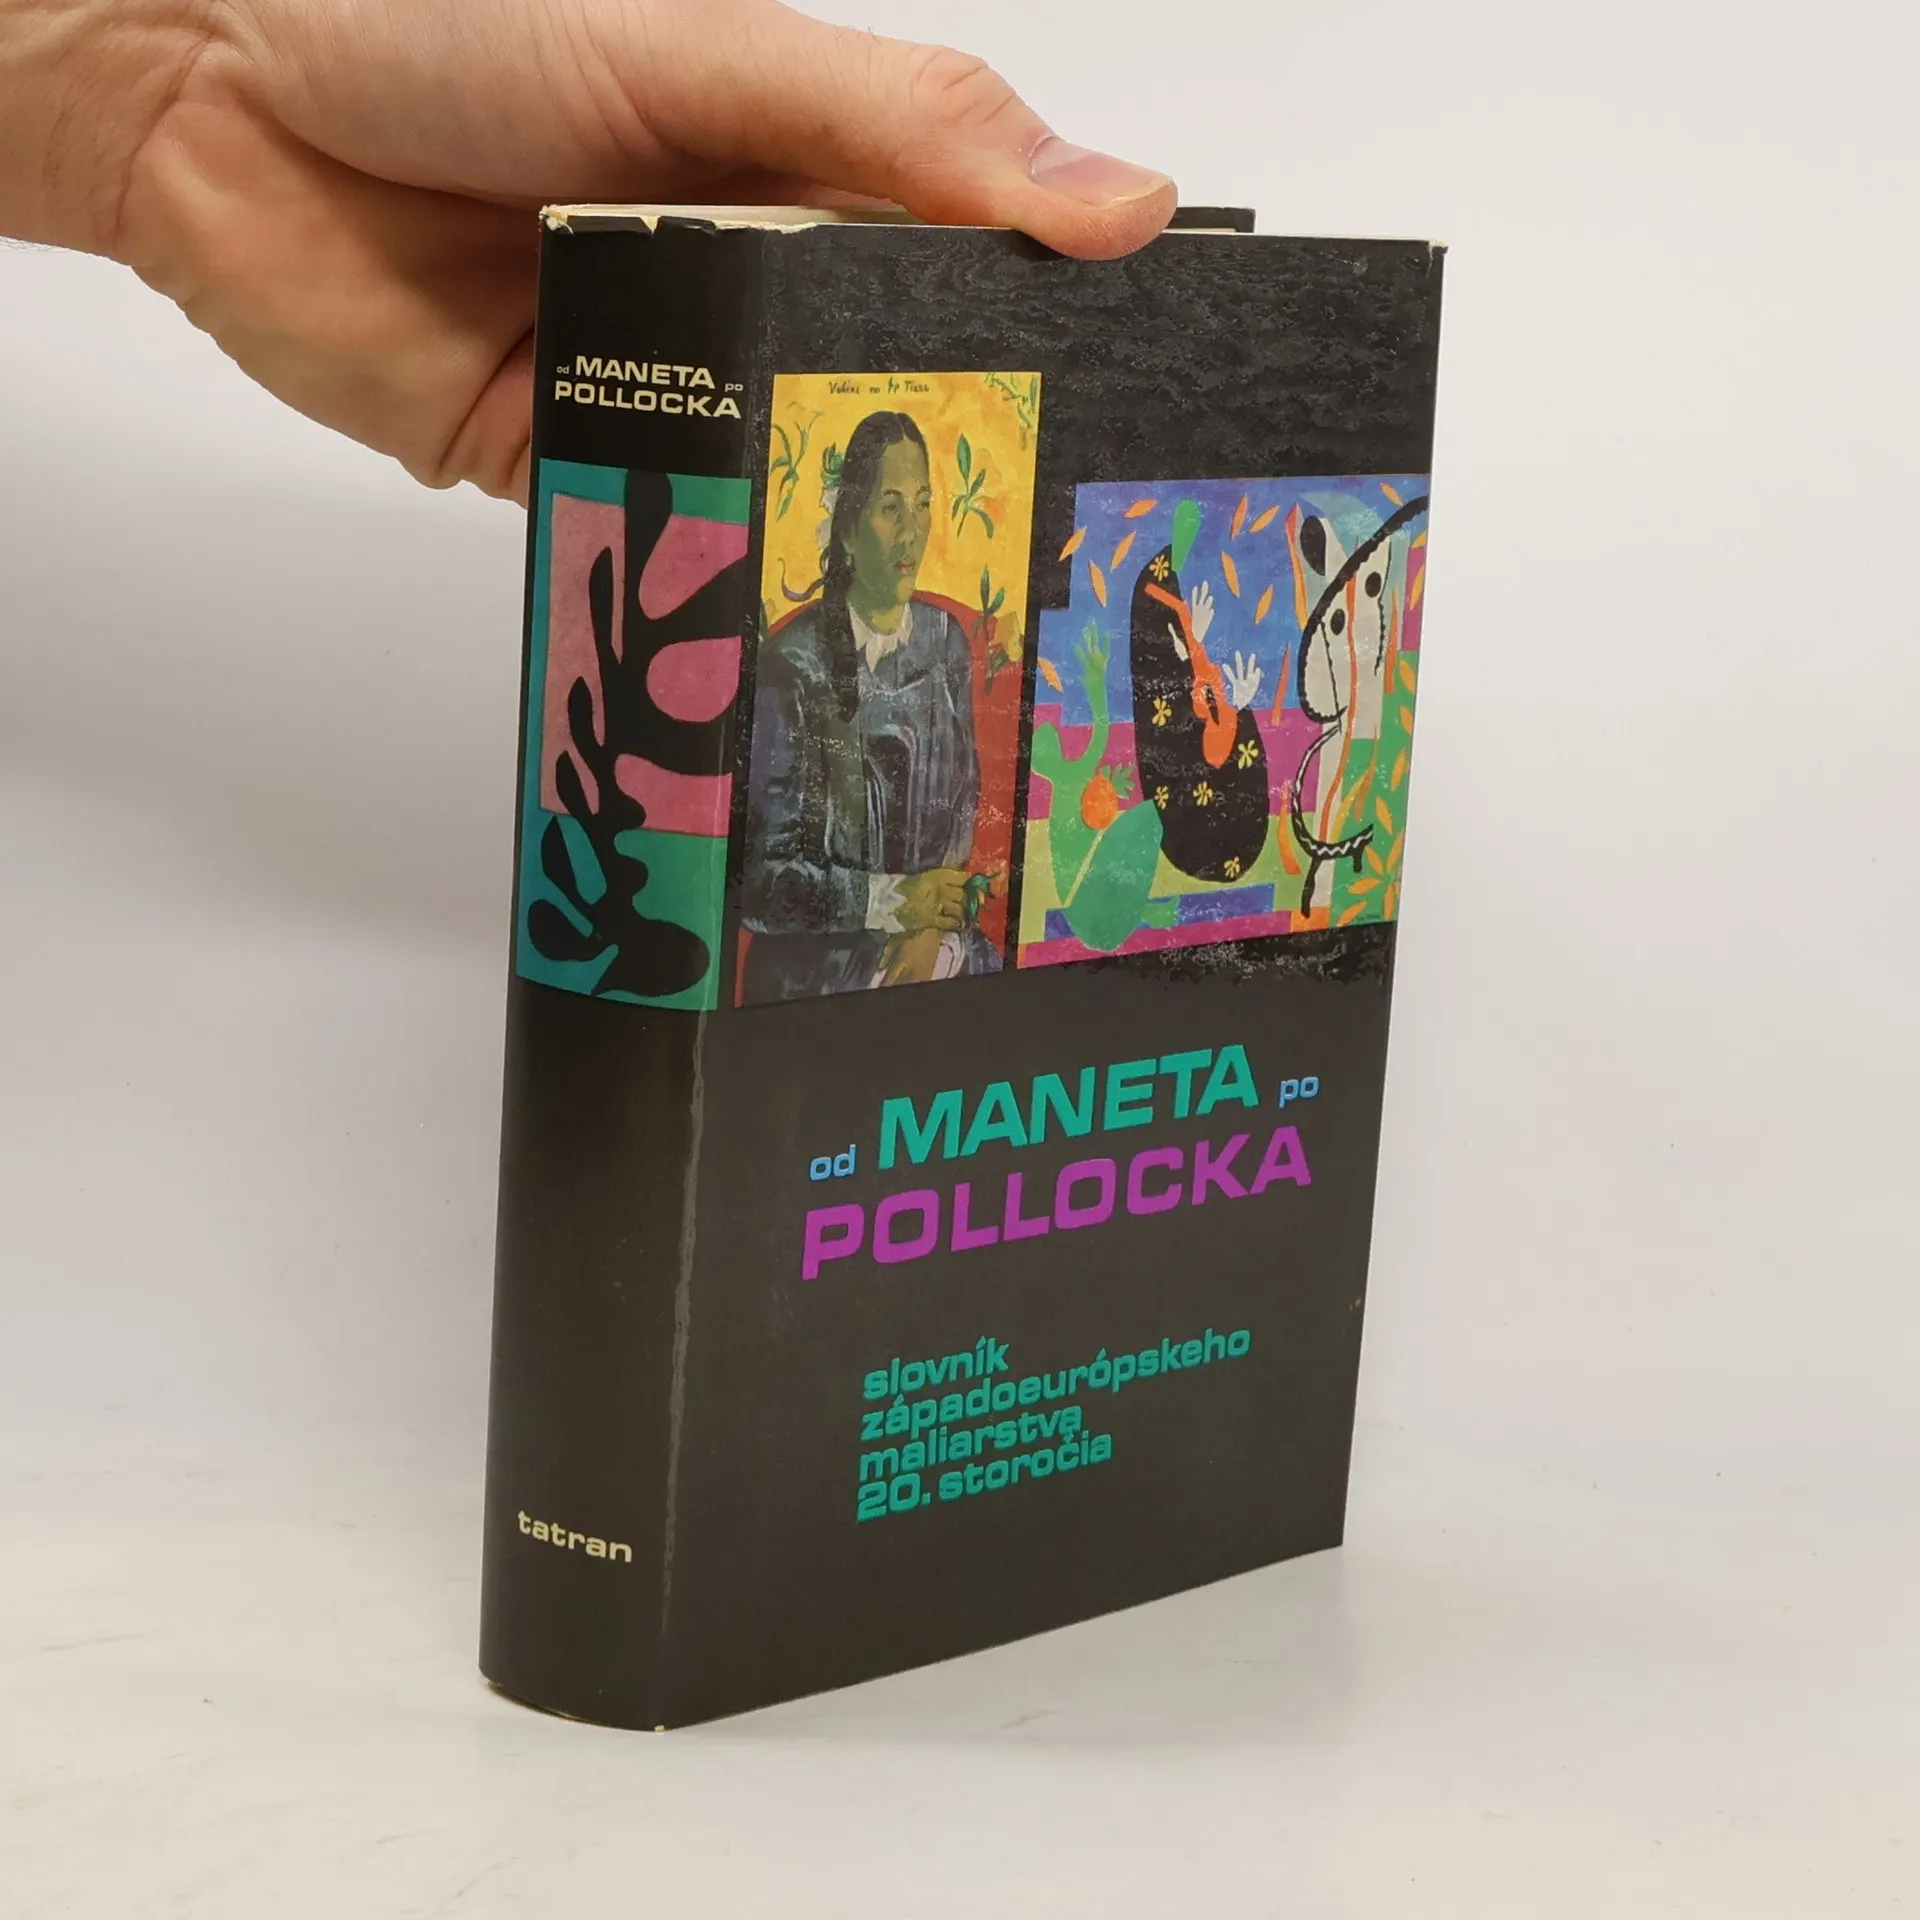 od MANETA po
POLLOCKA
tatran
od MANETA po
POLLOCKA
slovník
západoeurópskeho
maliarstva
20. storočia